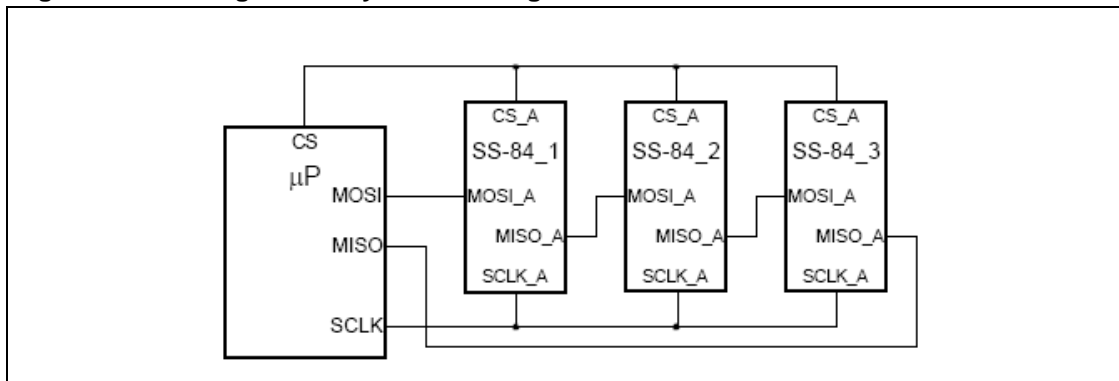 CS
μP
MOSI
MISO
SCLK
CS_A
SS-84_1
MOSI_A
MISO_A
SCLK_A
CS_A
SS-84_2
MOSI_A
MISO_A
SCLK_A
CS_A
SS-84_3
MOSI_A
MISO_A
SCLK_A